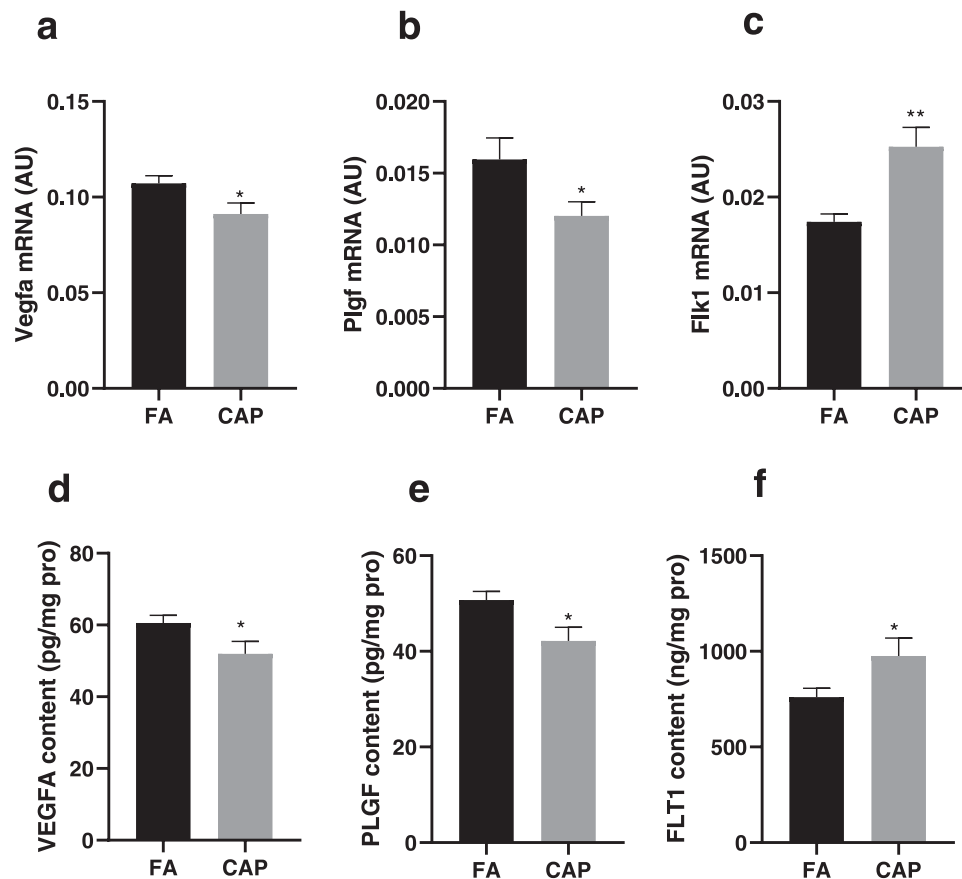 a
b
c
Vegfa mRNA (AU)
0.15
0.10
0.05
0.00
*
FA
CAP
Plgf mRNA (AU)
0.020
0.015
0.010
0.005
0.000
*
FA
CAP
Flk1 mRNA (AU)
0.03
0.02
0.01
0.00
**
FA
CAP
d
e
f
VEGFA content (pg/mg pro)
80
60
40
20
0
*
FA
CAP
PLGF content (pg/mg pro)
60
40
20
0
*
FA
CAP
FLT1 content (ng/mg pro)
1500
1000
500
0
*
FA
CAP